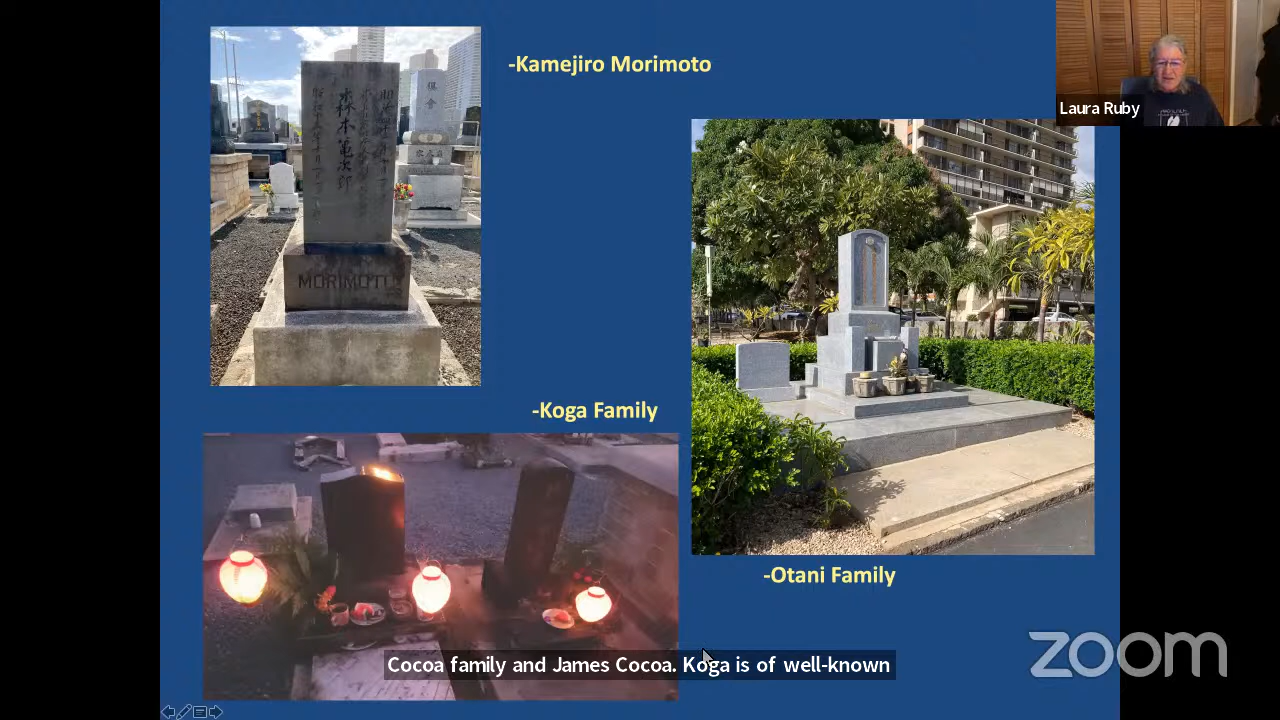 -Kamejiro Morimoto
Laura Ruby
森本亀次郎
MORIMOTO
-Koga Family
-Otani Family
Cocoa family and James Cocoa. Koga is of well-known
zoom